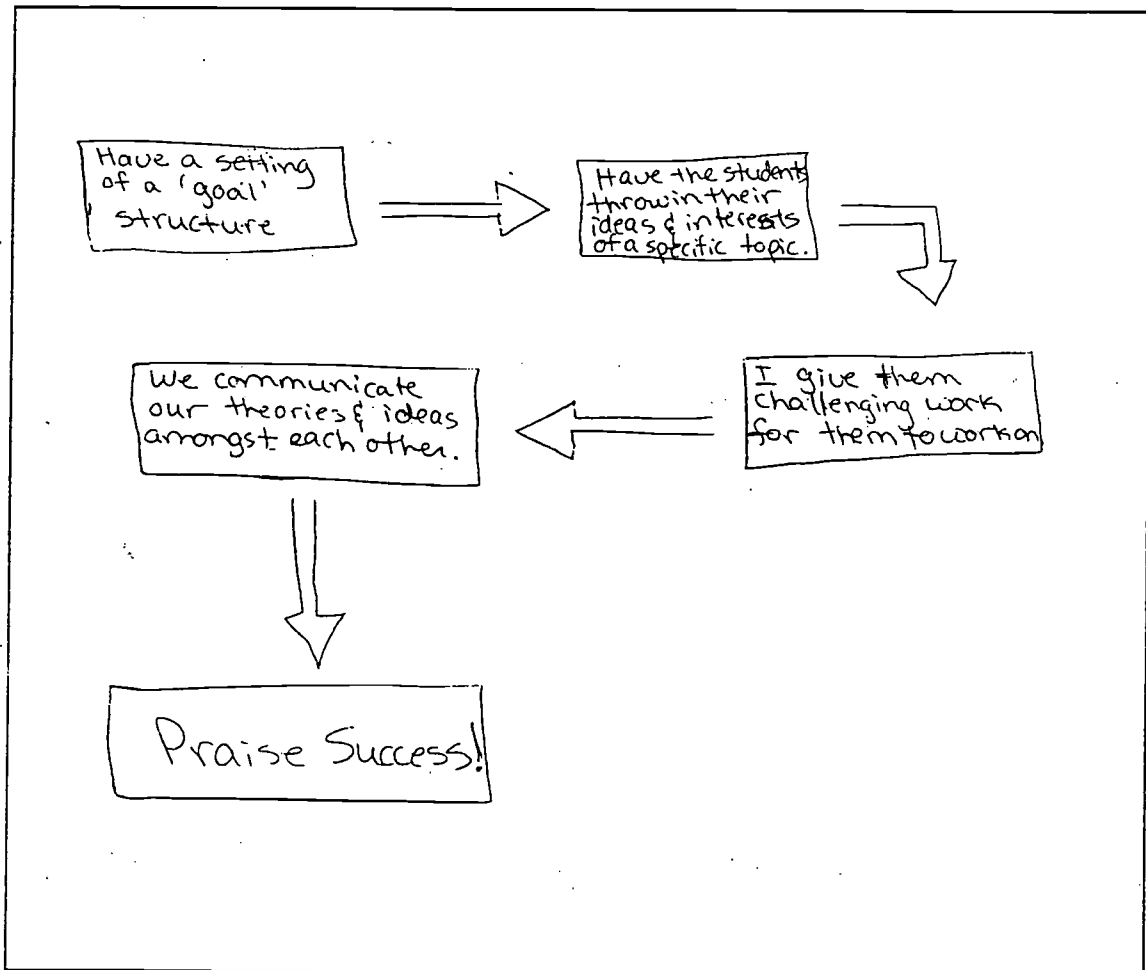 Have a setting
of a 'goal'
structure
Have the students
throw in their
ideas & interests
of a specific topic.
I give them
challenging work
for them to work on
We communicate
our theories & ideas
amongst each other.
Praise Success!